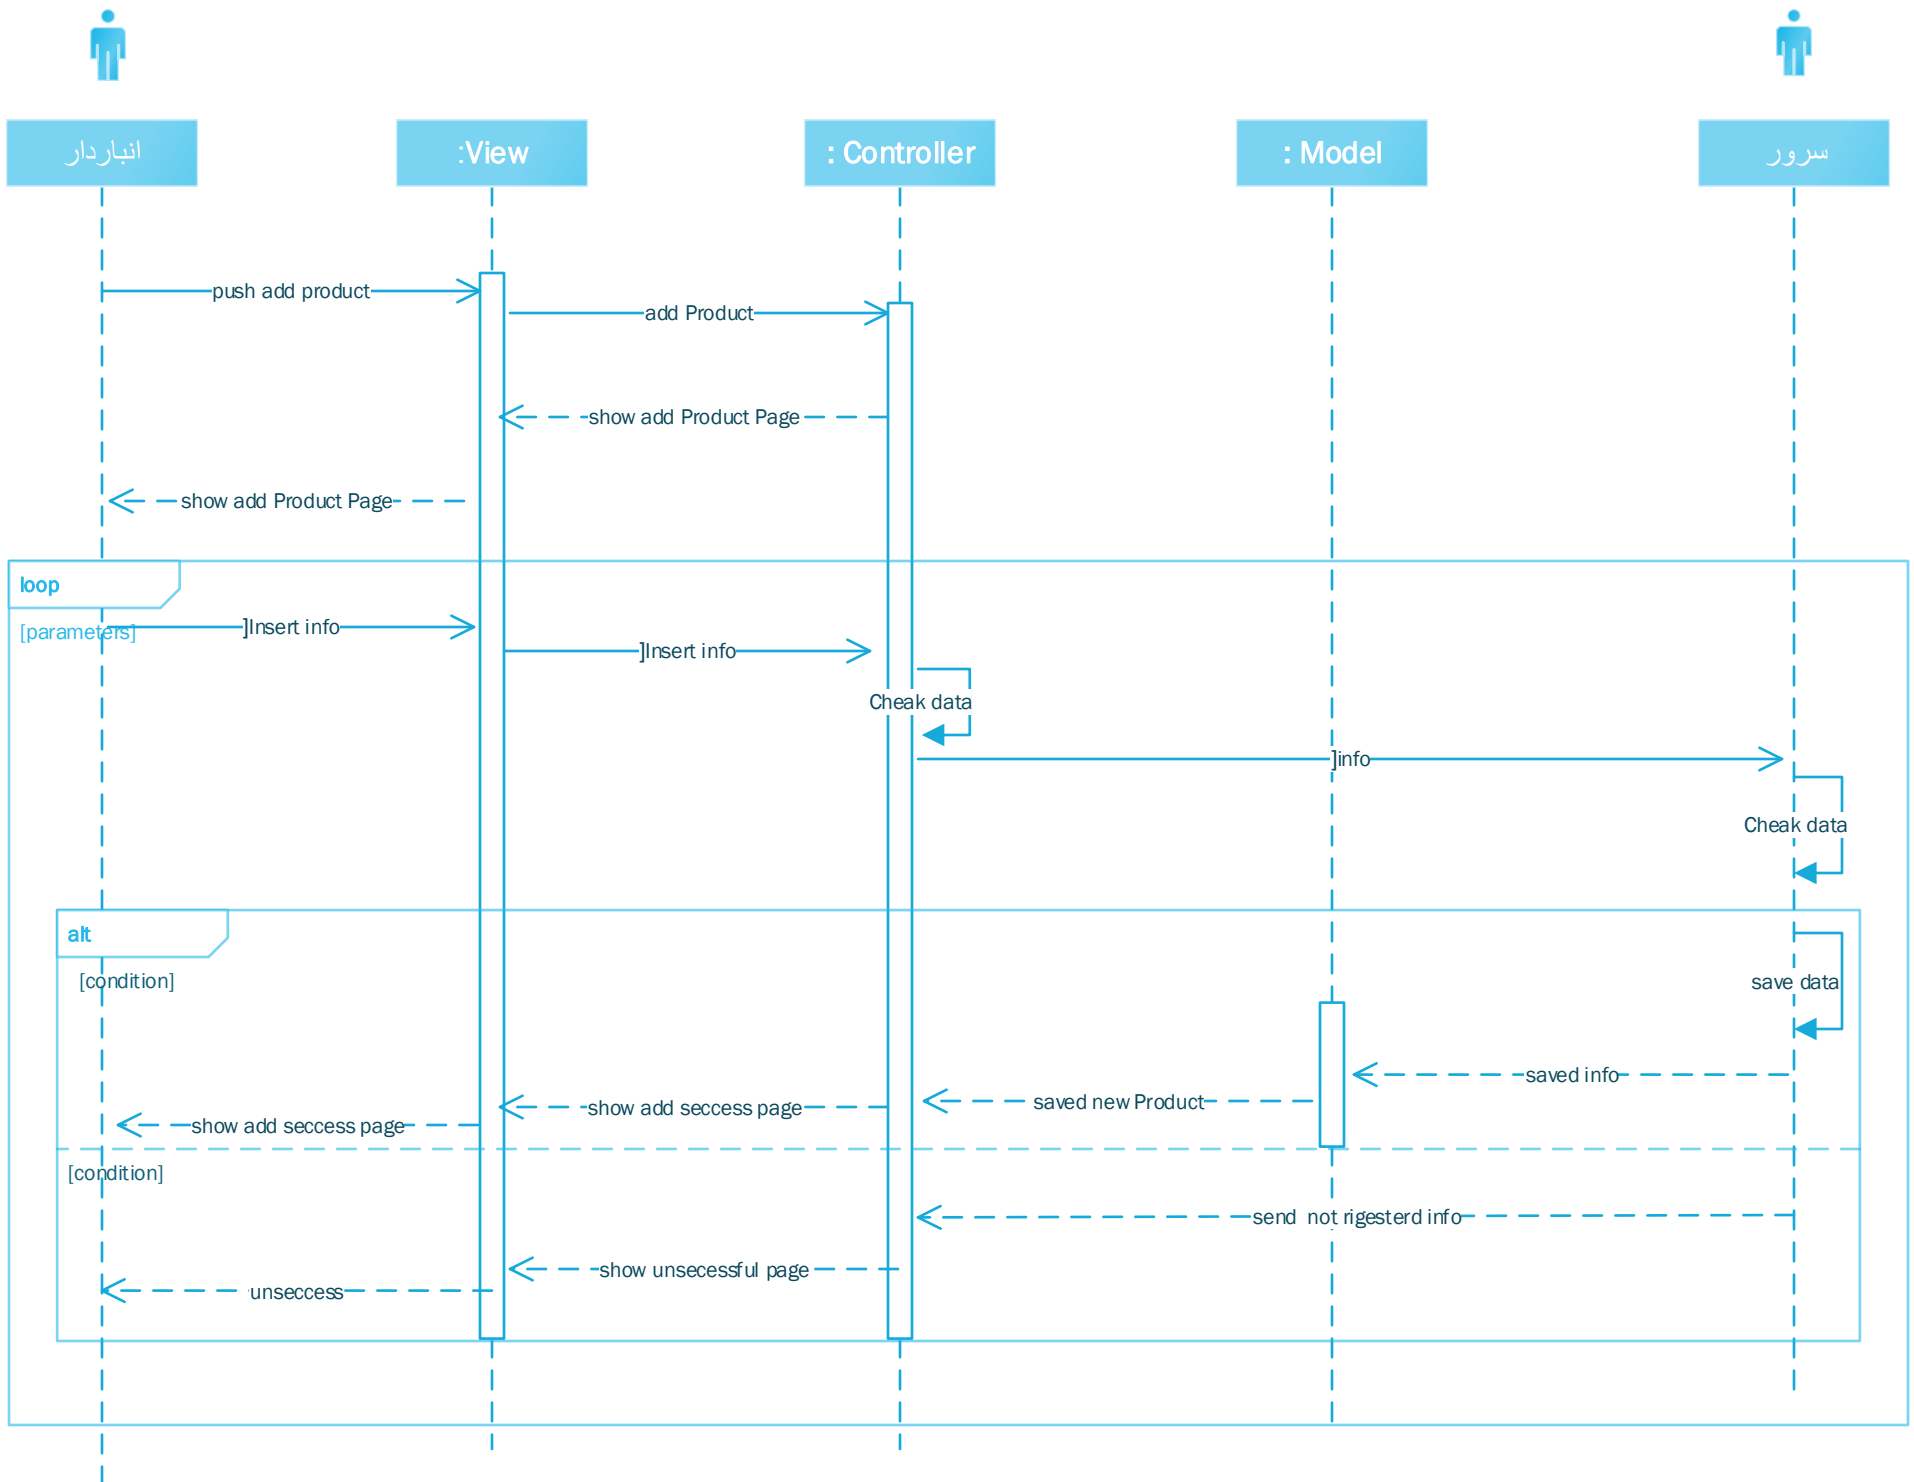 انباردار
:View
: Controller
: Model
سرور
push add product
add Product
show add Product Page
show add Product Page
loop
[parameters]
]Insert info
]Insert info
Cheak data
]info
Cheak data
alt
[condition]
save data
saved info
saved new Product
show add seccess page
show add seccess page
[condition]
send  not rigesterd info
show unsecessful page
unseccess